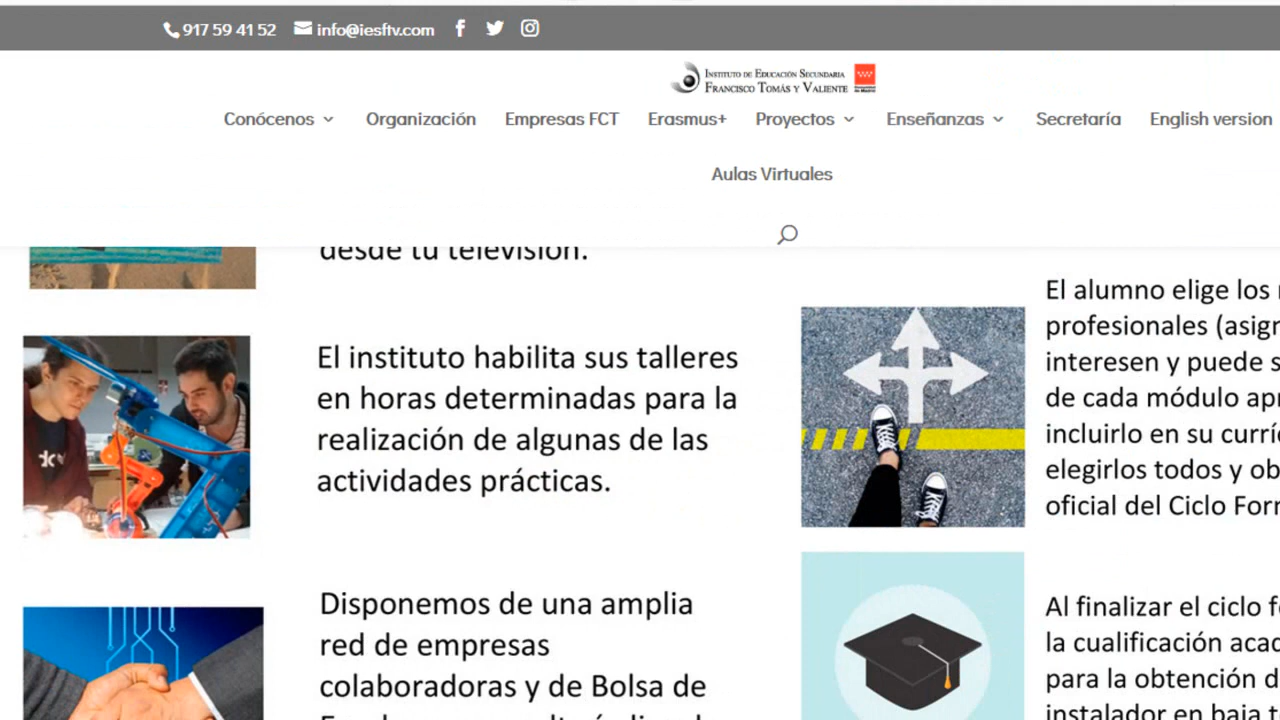 917 59 41 52 info@iesftv.com
Instituto de Educación Secundaria
Francisco Tomás y Valiente
Conócenos Organización Empresas FCT Erasmus+ Proyectos Enseñanzas Secretaría English version
Aulas Virtuales
desde tu televisión.
El instituto habilita sus talleres
en horas determinadas para la
realización de algunas de las
actividades prácticas.
Disponemos de una amplia
red de empresas
colaboradoras y de Bolsa de
El alumno elige los
profesionales (asign
interesen y puede s
de cada módulo apr
incluirlo en su currí
elegirlos todos y ob
oficial del Ciclo Form
Al finalizar el ciclo f
la cualificación acad
para la obtención d
instalador en baja t